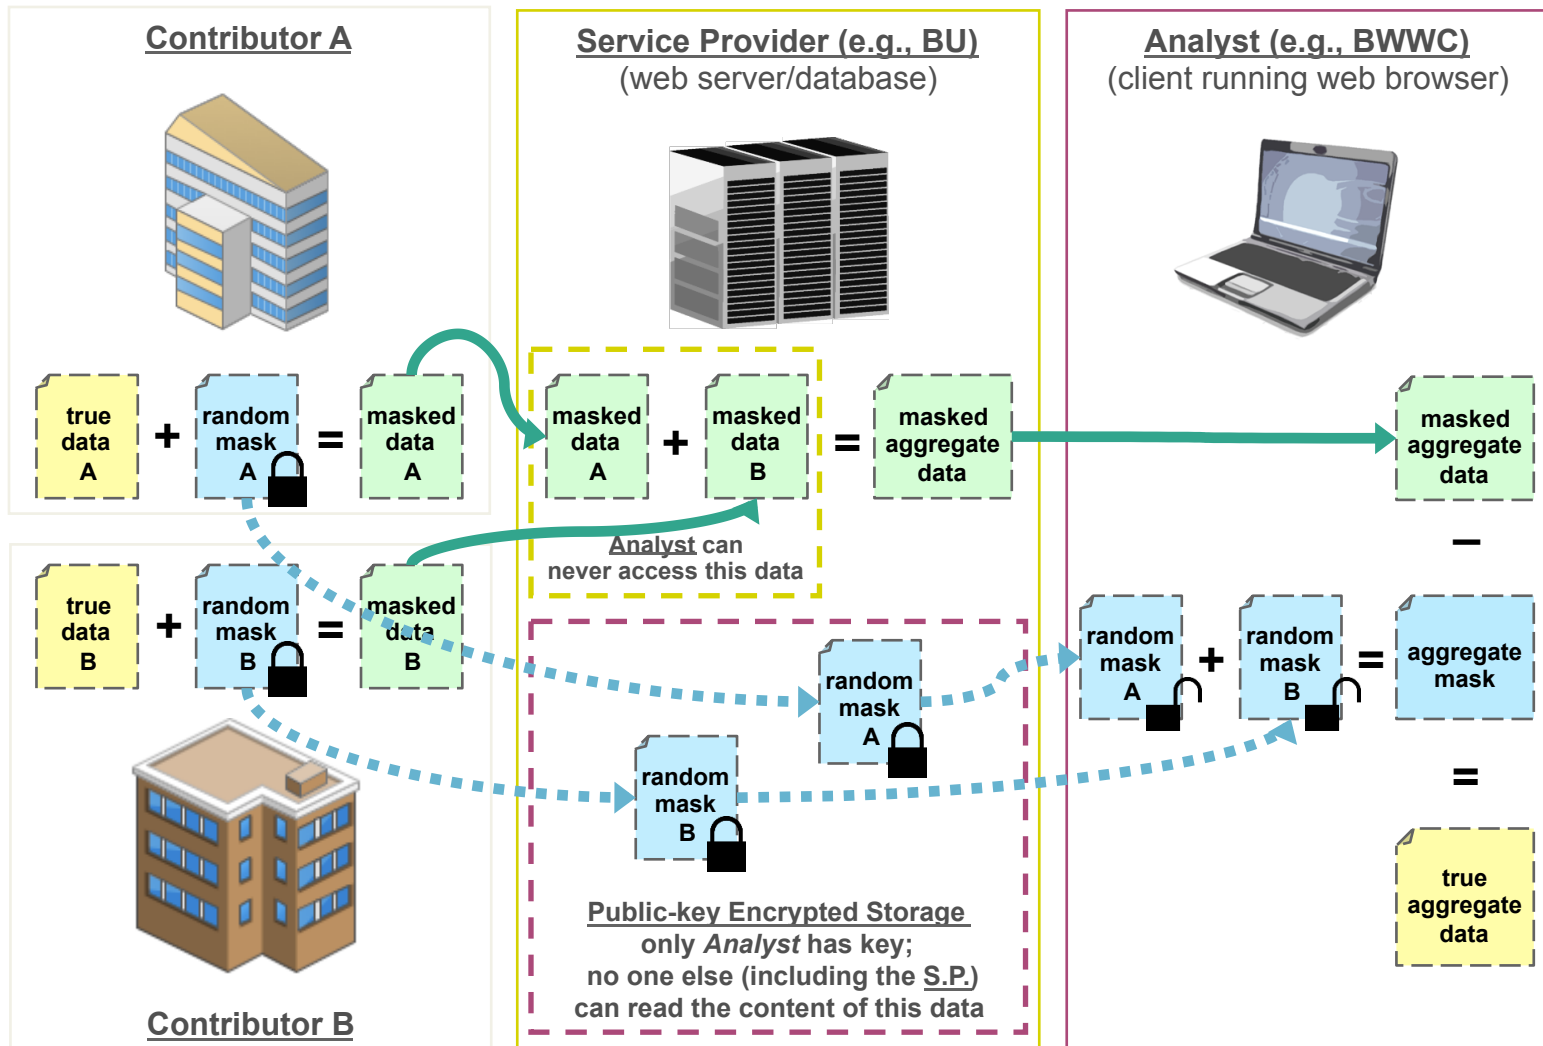 Contributor A
true
data
A
+
random
mask
A
=
masked
data
A
true
data
B
+
random
mask
B
=
masked
data
B
Contributor B
Service Provider (e.g., BU)
(web server/database)
masked
data
A
+
masked
data
B
=
masked
aggregate
data
Analyst can
never access this data
random
mask
A
random
mask
B
Public-key Encrypted Storage
only Analyst has key;
no one else (including the S.P.)
can read the content of this data
Analyst (e.g., BWWC)
(client running web browser)
masked
aggregate
data
−
random
mask
A
+
random
mask
B
=
aggregate
mask
=
true
aggregate
data